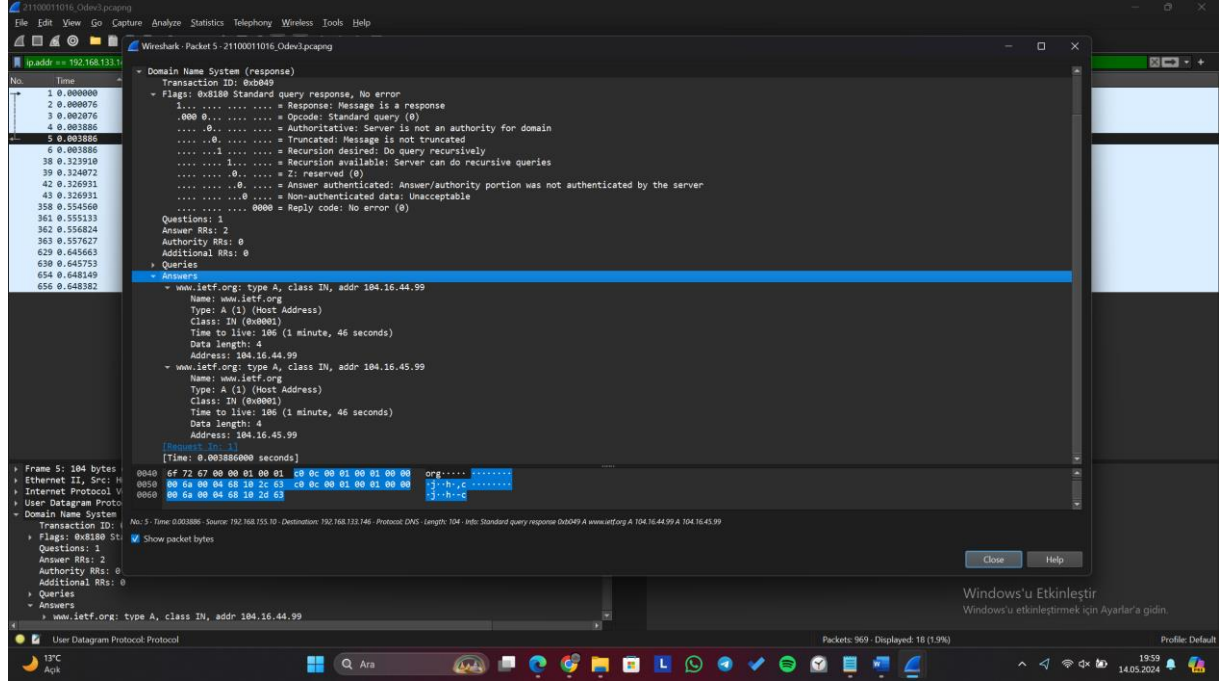 21100011016_Odev3.pcapng
File Edit View Go Capture Analyze Statistics Telephony Wireless Tools Help
Wireshark · Packet 5 · 21100011016_Odev3.pcapng
ip.addr == 192.168.133.14
No. Time
1 0.000000
2 0.000076
3 0.002076
4 0.003886
5 0.003886
6 0.003886
38 0.323910
39 0.324072
42 0.326931
43 0.326931
358 0.554560
361 0.555133
362 0.556824
363 0.557627
629 0.645663
630 0.645753
654 0.648149
656 0.648382
Domain Name System (response)
Transaction ID: 0xb049
Flags: 0x8180 Standard query response, No error
1... .... .... .... = Response: Message is a response
.000 0... .... .... = Opcode: Standard query (0)
.... .0.. .... .... = Authoritative: Server is not an authority for domain
.... ..0. .... .... = Truncated: Message is not truncated
.... ...1 .... .... = Recursion desired: Do query recursively
.... .... 1... .... = Recursion available: Server can do recursive queries
.... .... .0.. .... = Z: reserved (0)
.... .... ..0. .... = Answer authenticated: Answer/authority portion was not authenticated by the server
.... .... ...0 .... = Non-authenticated data: Unacceptable
.... .... .... 0000 = Reply code: No error (0)
Questions: 1
Answer RRs: 2
Authority RRs: 0
Additional RRs: 0
Queries
Answers
www.ietf.org: type A, class IN, addr 104.16.44.99
Name: www.ietf.org
Type: A (1) (Host Address)
Class: IN (0x0001)
Time to live: 106 (1 minute, 46 seconds)
Data length: 4
Address: 104.16.44.99
www.ietf.org: type A, class IN, addr 104.16.45.99
Name: www.ietf.org
Type: A (1) (Host Address)
Class: IN (0x0001)
Time to live: 106 (1 minute, 46 seconds)
Data length: 4
Address: 104.16.45.99
[Request In: 1]
[Time: 0.003886000 seconds]
0040 6f 72 67 00 00 01 00 01 c0 0c 00 01 00 01 00 00 org····· ········
0050 00 6a 00 04 68 10 2c 63 c0 0c 00 01 00 01 00 00 ·j··h·,c ········
0060 00 6a 00 04 68 10 2d 63 ·j··h·-c
No.: 5 · Time: 0.003886 · Source: 192.168.155.10 · Destination: 192.168.133.146 · Protocol: DNS · Length: 104 · Info: Standard query response 0xb049 A www.ietf.org A 104.16.44.99 A 104.16.45.99
Show packet bytes
Close Help
Frame 5: 104 bytes
Ethernet II, Src: H
Internet Protocol V
User Datagram Proto
Domain Name System
Transaction ID:
Flags: 0x8180 St
Questions: 1
Answer RRs: 2
Authority RRs: 0
Additional RRs: 0
Queries
Answers
www.ietf.org: type A, class IN, addr 104.16.44.99
Windows'u Etkinleştir
Windows'u etkinleştirmek için Ayarlar'a gidin.
User Datagram Protocol: Protocol
Packets: 969 · Displayed: 18 (1.9%)
Profile: Default
13°C
Açık
Ara
19:59
14.05.2024